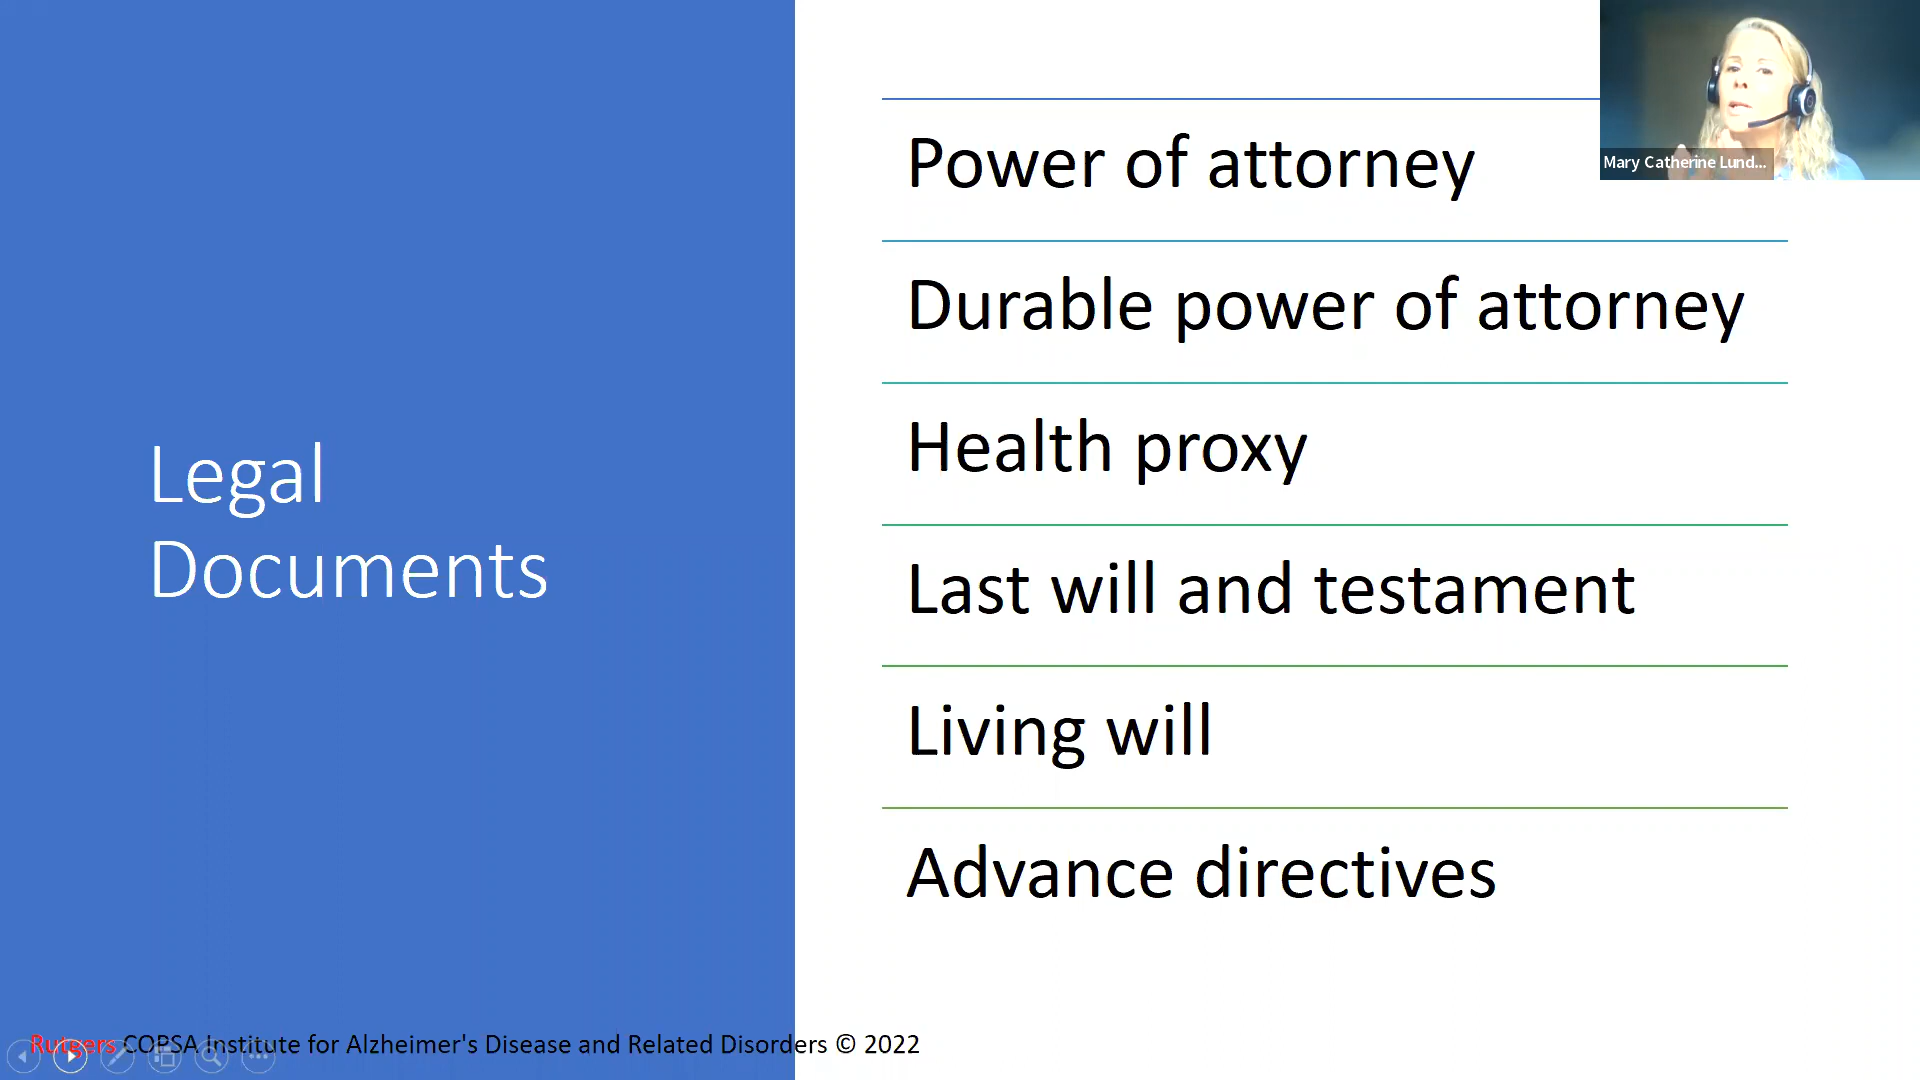 Legal
Documents
Power of attorney
Durable power of attorney
Health proxy
Last will and testament
Living will
Advance directives
Mary Catherine Lund...
Rutgers COPSA Institute for Alzheimer's Disease and Related Disorders © 2022